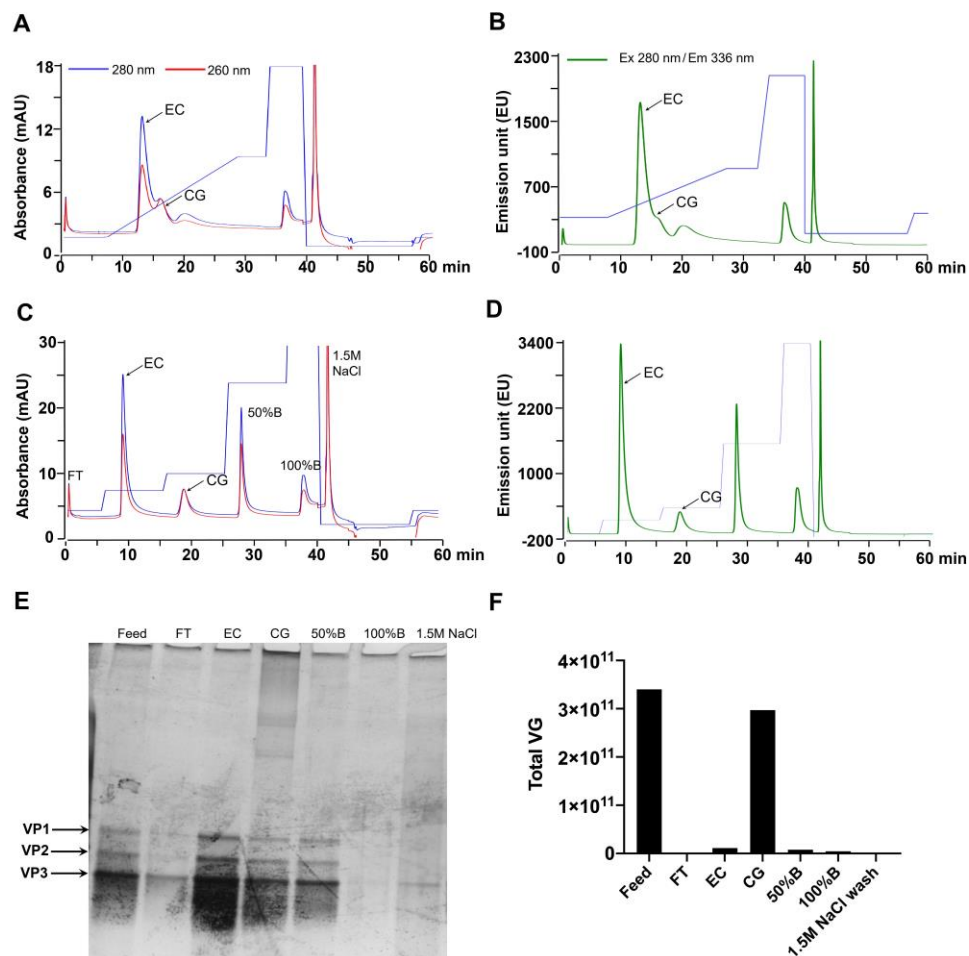 A
280 nm 260 nm
Absorbance (mAU)
18
12
6
0
EC
CG
0 10 20 30 40 50 60 min
B
Ex 280 nm/Em 336 nm
Emission unit (EU)
2300
1500
700
-100
EC
CG
0 10 20 30 40 50 60 min
C
Absorbance (mAU)
30
20
10
0
FT
EC
CG
50%B
100%B
1.5M
NaCl
0 10 20 30 40 50 60 min
D
Emission unit (EU)
3400
2200
1000
-200
EC
CG
0 10 20 30 40 50 60 min
E
Feed FT EC CG 50%B 100%B 1.5M NaCl
VP1
VP2
VP3
F
Total VG
4×10¹¹
3×10¹¹
2×10¹¹
1×10¹¹
0
Feed
FT
EC
CG
50%B
100%B
1.5M NaCl wash